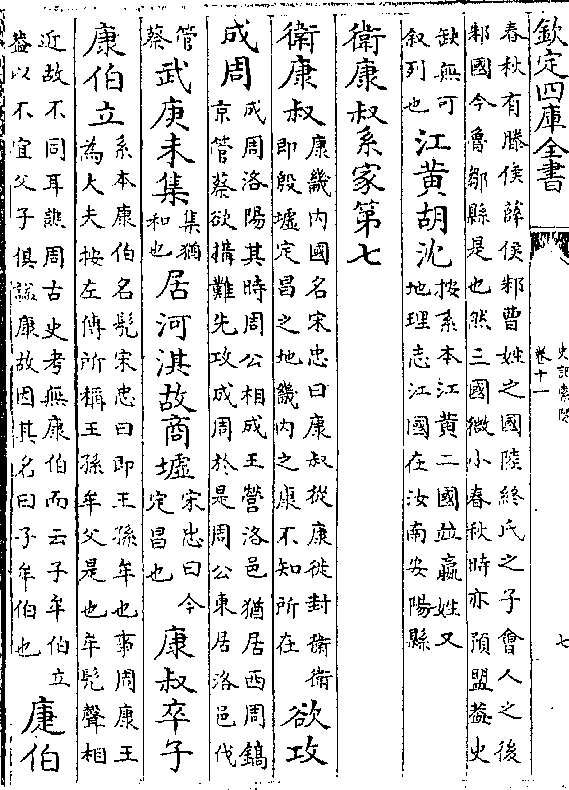 欽定四庫全書
史記索隱
卷十一
七
春秋有滕侯薛侯邾曹姓之國陸終氏之子會人之後
邾國今魯鄒縣是也然三國微小春秋時亦預盟葢史
缺無可
叙列也
江黃胡沈
按系本江黃二國並嬴姓又
地理志江國在汝南安陽縣
衛康叔系家第七
衛康叔
康畿内國名宋忠曰康叔從康徙封衛衛
即殷墟定昌之地畿内之康不知所在
欲攻
成周
成周洛陽其時周公相成王營洛邑猶居西周鎬
京管蔡欲搆難先攻成周於是周公東居洛邑伐
管
蔡
武庚未集
集猶
和也
居河淇故商墟
宋忠曰今
定昌也
康叔卒子
康伯立
系本康伯名髡宋忠曰即王孫牟也事周康王
為大夫按左傳所稱王孫牟父是也牟髡聲相
近故不同耳譙周古史考無康伯而云子牟伯立
葢以不宜父子俱諡康故因其名曰子牟伯也
康伯